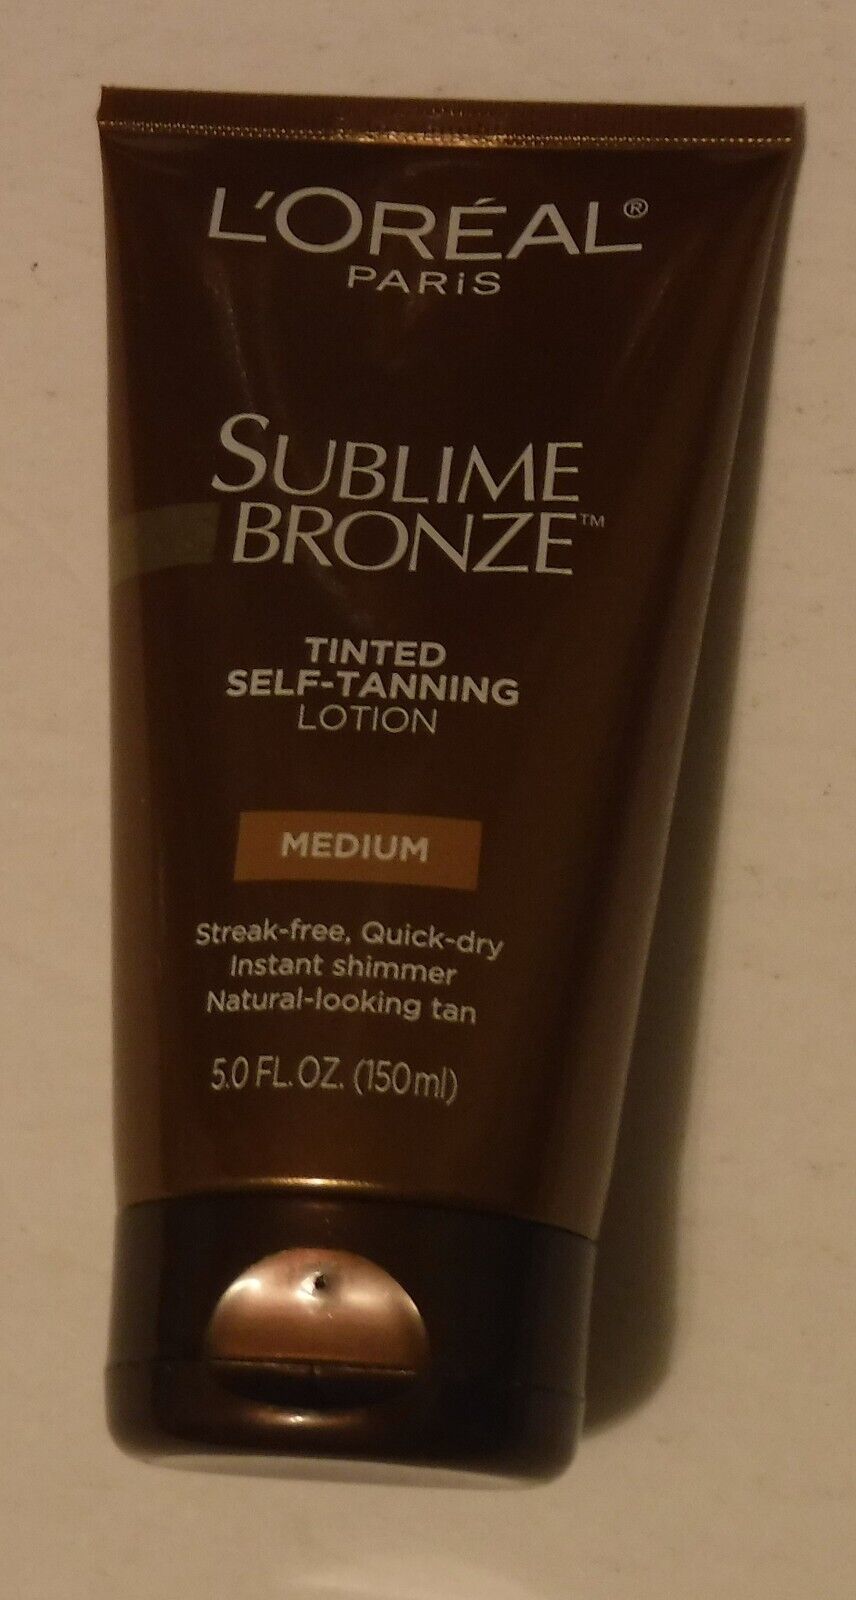 L'ORÉAL®
PARiS
SUBLIME
BRONZE™
TINTED
SELF-TANNING
LOTION
MEDIUM
Streak-free, Quick-dry
Instant shimmer
Natural-looking tan
5.0 FL. OZ. (150ml)